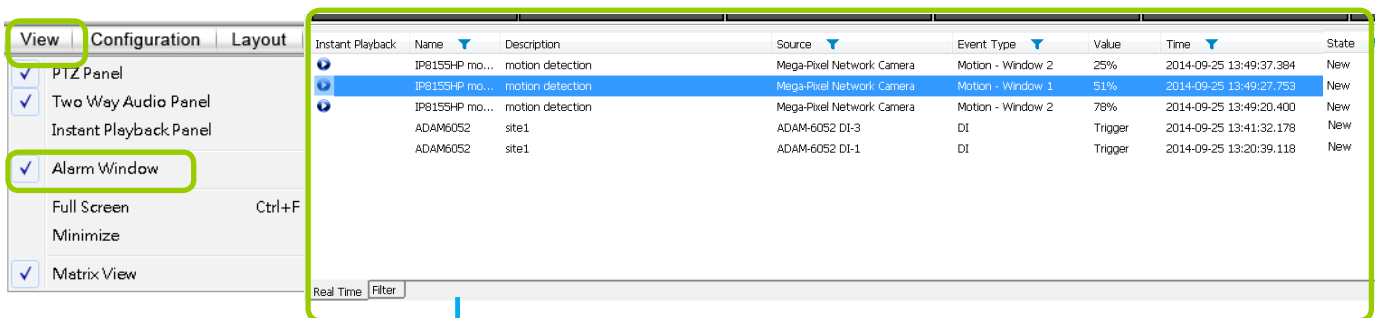 View Configuration Layout
PTZ Panel
Two Way Audio Panel
Instant Playback Panel
Alarm Window
Full Screen Ctrl+F
Minimize
Matrix View
Instant Playback Name Description Source Event Type Value Time State
IP8155HP mo... motion detection Mega-Pixel Network Camera Motion - Window 2 25% 2014-09-25 13:49:37.384 New
IP8155HP mo... motion detection Mega-Pixel Network Camera Motion - Window 1 51% 2014-09-25 13:49:27.753 New
IP8155HP mo... motion detection Mega-Pixel Network Camera Motion - Window 2 78% 2014-09-25 13:49:20.400 New
ADAM6052 site1 ADAM-6052 DI-3 DI Trigger 2014-09-25 13:41:32.178 New
ADAM6052 site1 ADAM-6052 DI-1 DI Trigger 2014-09-25 13:20:39.118 New
Real Time Filter